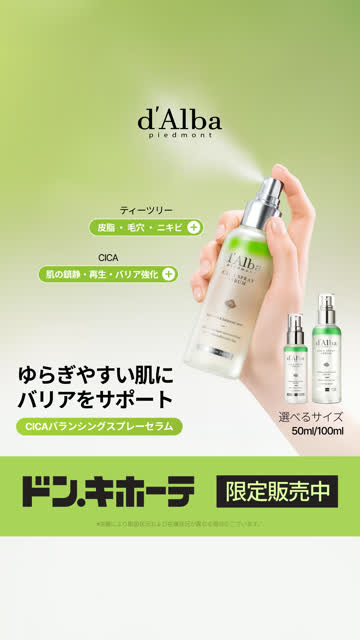 d'Alba
piedmont
ティーツリー
皮脂・毛穴・ニキビ
CICA
肌の鎮静・再生・バリア強化
d'Alba
piedmont
ゆらぎやすい肌に
バリアをサポート
CICAバランシングスプレーセラム
選べるサイズ
50ml/100ml
ドン.キホーテ
限定販売中